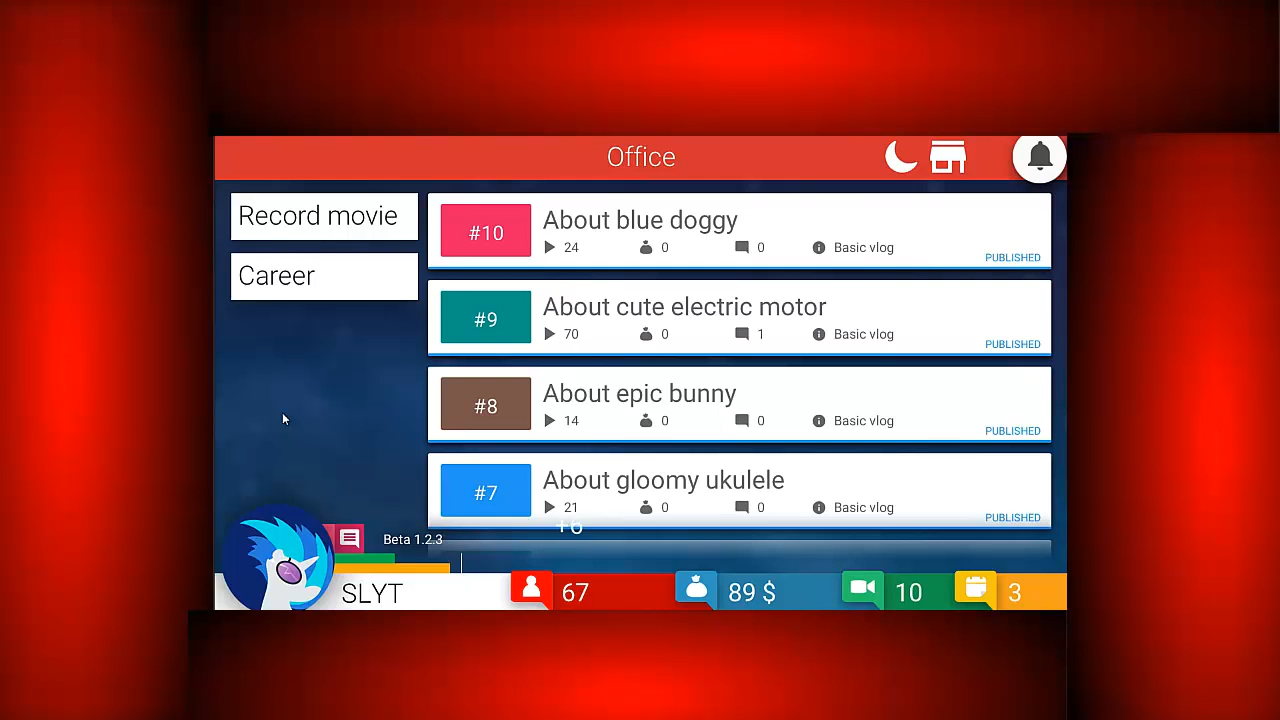 Office
Record movie
Career
#10
About blue doggy
24 0 0 Basic vlog
PUBLISHED
#9
About cute electric motor
70 0 1 Basic vlog
PUBLISHED
#8
About epic bunny
14 0 0 Basic vlog
PUBLISHED
#7
About gloomy ukulele
21 0 0 Basic vlog
PUBLISHED
+6
Beta 1.2.3
SLYT 67 89 $ 10 3